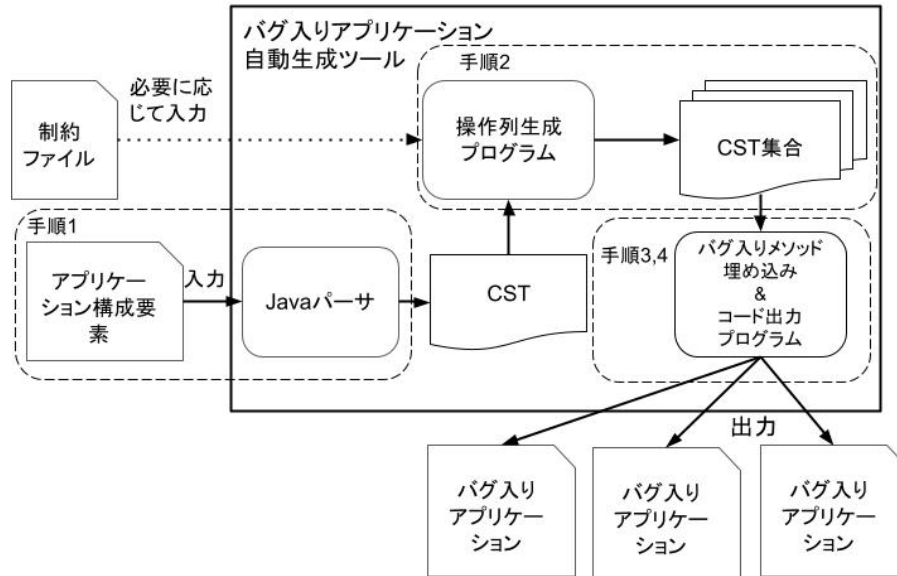 バグ入りアプリケーション
自動生成ツール
手順2
必要に応
じて入力
制約
ファイル
操作列生成
プログラム
CST集合
手順1
アプリケー
ション構成要
素
入力
Javaパーサ
CST
手順3,4
バグ入りメソッド
埋め込み
&
コード出力
プログラム
出力
バグ入り
アプリケー
ション
バグ入り
アプリケー
ション
バグ入り
アプリケー
ション